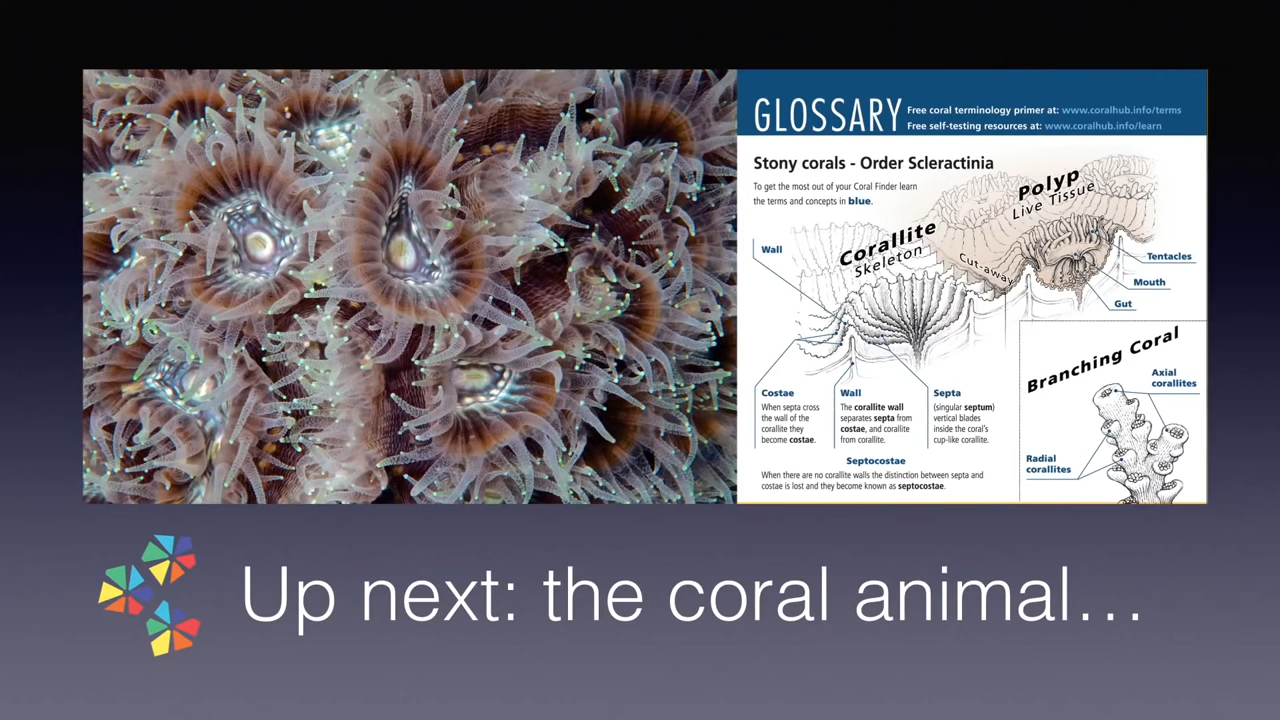 GLOSSARY
Free coral terminology primer at: www.coralhub.info/terms
Free self-testing resources at: www.coralhub.info/learn
Stony corals - Order Scleractinia
To get the most out of your Coral Finder learn
the terms and concepts in blue.
Polyp
Live Tissue
Corallite
Skeleton
Cut-away
Wall
Tentacles
Mouth
Gut
Costae
When septa cross
the wall of the
corallite they
become costae.
Wall
The corallite wall
separates septa from
costae, and corallite
from corallite.
Septa
(singular septum)
vertical blades
inside the coral's
cup-like corallite.
Septocostae
When there are no corallite walls the distinction between septa and
costae is lost and they become known as septocostae.
Branching Coral
Axial
corallites
Radial
corallites
Up next: the coral animal…